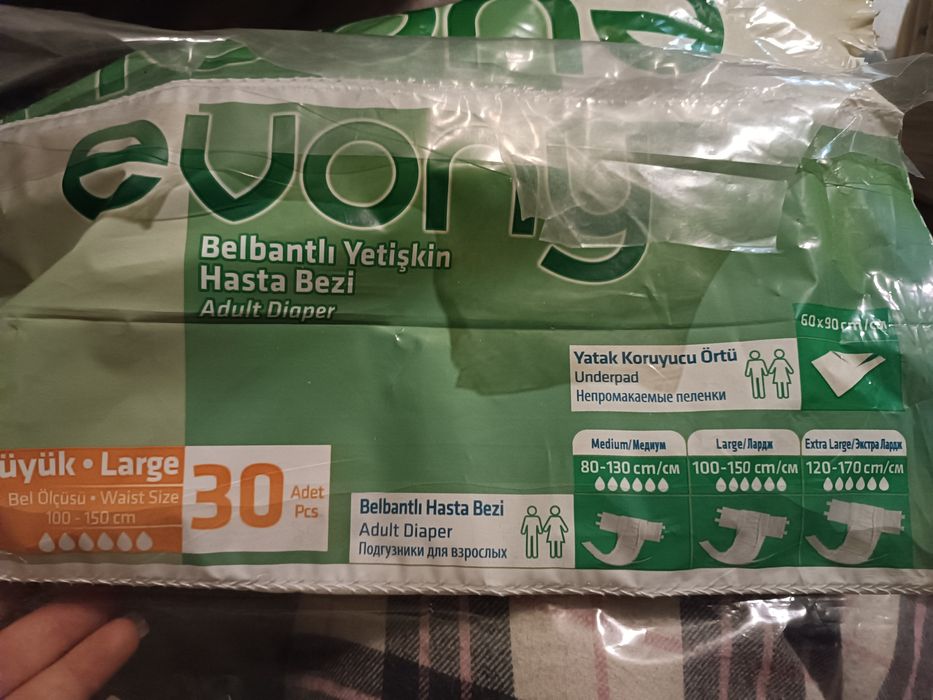 evony
Belbantlı Yetişkin
Hasta Bezi
Adult Diaper
60x90 cm/см
Yatak Koruyucu Örtü
Underpad
Непромакаемые пеленки
üyük • Large
Bel Ölçüsü • Waist Size
100 - 150 cm
30 Adet
Pcs
Belbantlı Hasta Bezi
Adult Diaper
Подгузники для взрослых
Medium/Медиум
80-130 cm/см
Large/Лардж
100-150 cm/см
Extra Large/Экстра Лардж
120-170 cm/см